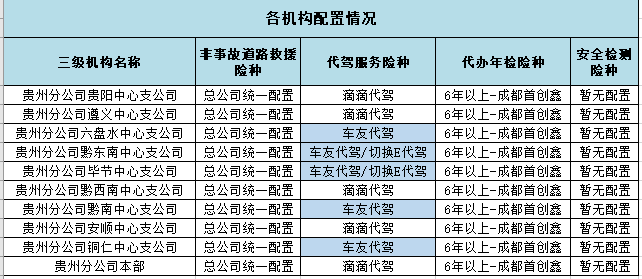 各机构配置情况
三级机构名称 非事故道路救援险种 代驾服务险种 代办年检险种 安全检测险种
贵州分公司贵阳中心支公司 总公司统一配置 滴滴代驾 6年以上-成都首创鑫 暂无配置
贵州分公司遵义中心支公司 总公司统一配置 滴滴代驾 6年以上-成都首创鑫 暂无配置
贵州分公司六盘水中心支公司 总公司统一配置 车友代驾 6年以上-成都首创鑫 暂无配置
贵州分公司黔东南中心支公司 总公司统一配置 车友代驾/切换E代驾 6年以上-成都首创鑫 暂无配置
贵州分公司毕节中心支公司 总公司统一配置 车友代驾/切换E代驾 6年以上-成都首创鑫 暂无配置
贵州分公司黔西南中心支公司 总公司统一配置 滴滴代驾 6年以上-成都首创鑫 暂无配置
贵州分公司黔南中心支公司 总公司统一配置 车友代驾 6年以上-成都首创鑫 暂无配置
贵州分公司安顺中心支公司 总公司统一配置 滴滴代驾 6年以上-成都首创鑫 暂无配置
贵州分公司铜仁中心支公司 总公司统一配置 车友代驾 6年以上-成都首创鑫 暂无配置
贵州分公司本部 总公司统一配置 滴滴代驾 6年以上-成都首创鑫 暂无配置